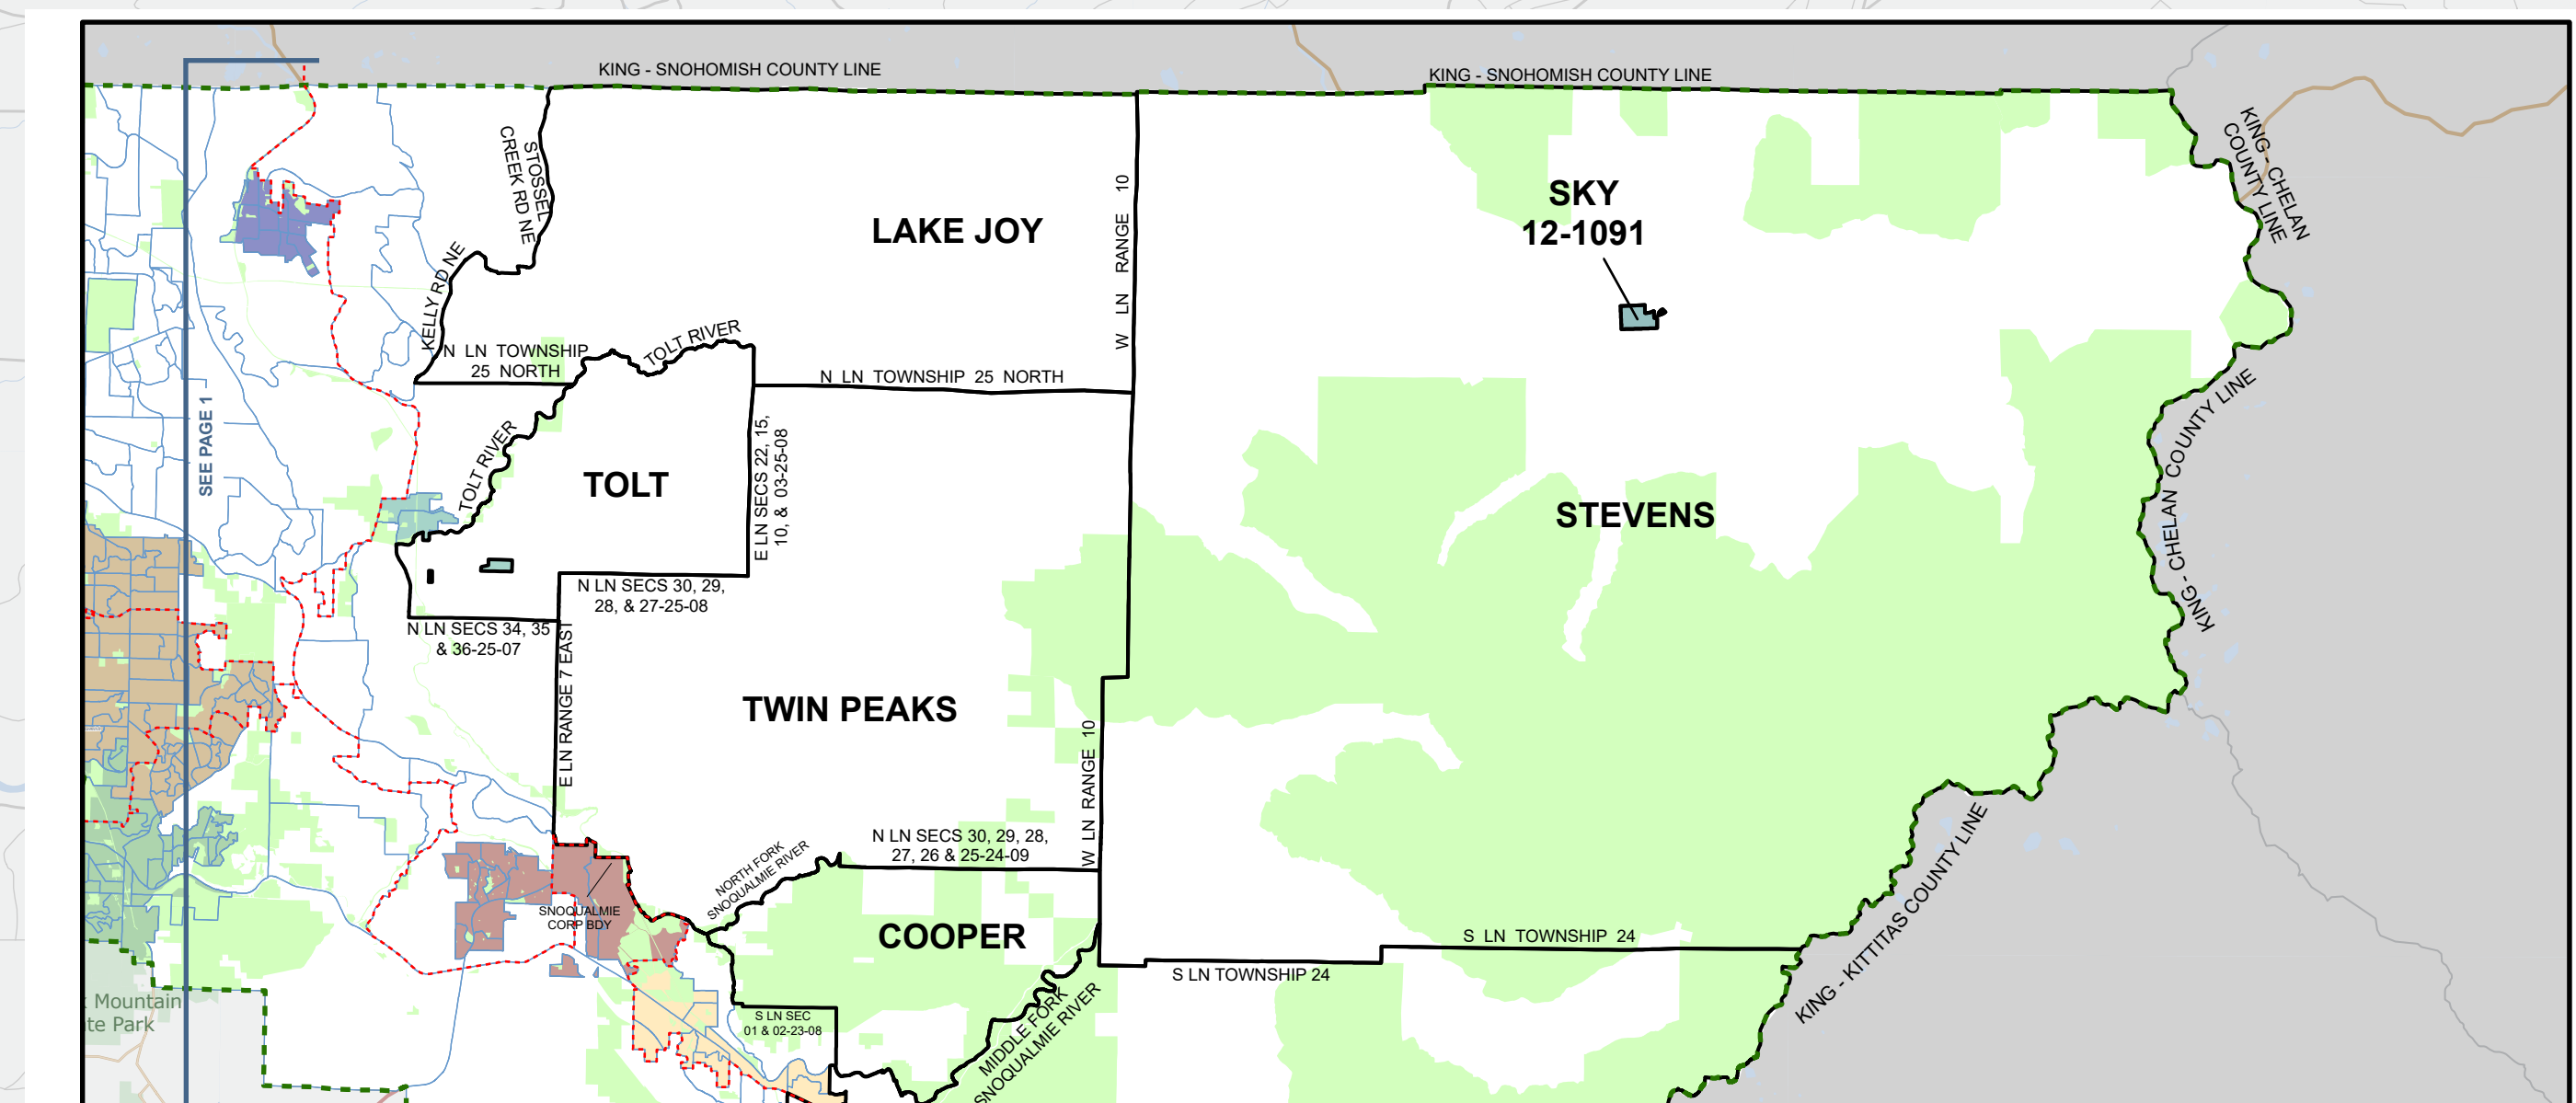 KING - SNOHOMISH COUNTY LINE
KING - SNOHOMISH COUNTY LINE
KING - CHELAN
COUNTY LINE
STOSSEL
CREEK RD NE
LAKE JOY
W LN RANGE 10
SKY
12-1091
KELLY RD NE
N LN TOWNSHIP
25 NORTH
TOLT RIVER
N LN TOWNSHIP 25 NORTH
SEE PAGE 1
TOLT RIVER
TOLT
E LN SECS 22, 15,
10, & 03-25-08
STEVENS
KING - CHELAN COUNTY LINE
N LN SECS 30, 29,
28, & 27-25-08
N LN SECS 34, 35
& 36-25-07
E LN RANGE 7 EAST
TWIN PEAKS
W LN RANGE 10
N LN SECS 30, 29, 28,
27, 26 & 25-24-09
NORTH FORK
SNOQUALMIE RIVER
SNOQUALMIE
CORP BDY
COOPER
S LN TOWNSHIP 24
S LN TOWNSHIP 24
KING - KITTITAS COUNTY LINE
Mountain
te Park
S LN SEC
01 & 02-23-08
MIDDLE FORK
SNOQUALMIE RIVER